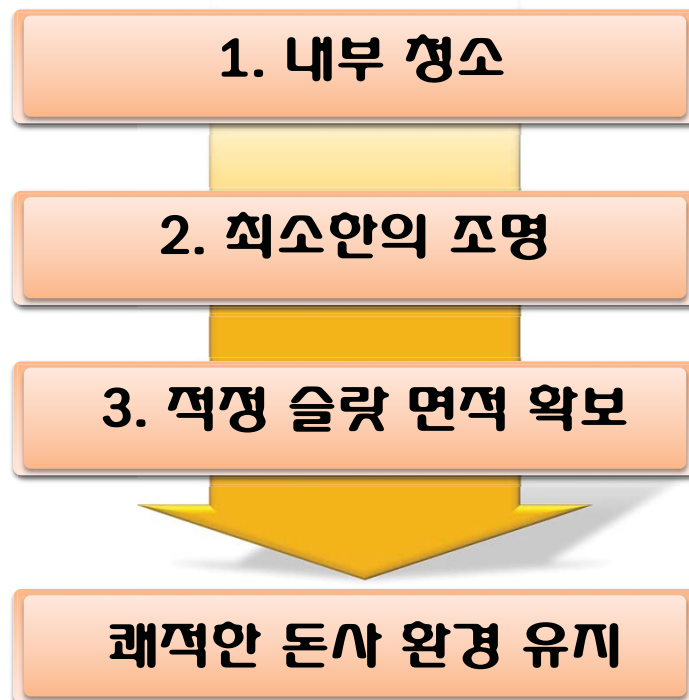 1. 내부 청소
2. 최소한의 조명
3. 적정 슬랏 면적 확보
쾌적한 돈사 환경 유지